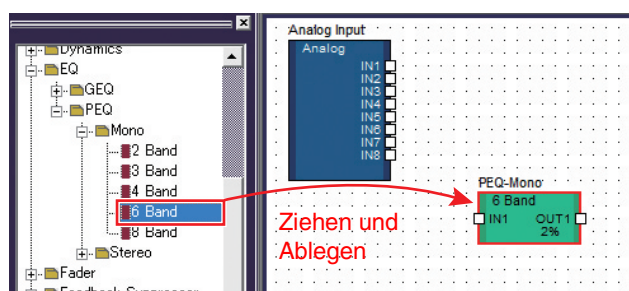 Dynamics
EQ
GEQ
PEQ
Mono
2 Band
3 Band
4 Band
6 Band
8 Band
Stereo
Fader
Feedback Suppressor
Analog Input
Analog
IN1
IN2
IN3
IN4
IN5
IN6
IN7
IN8
PEQ-Mono
6 Band
IN1 OUT1
2%
Ziehen und
Ablegen